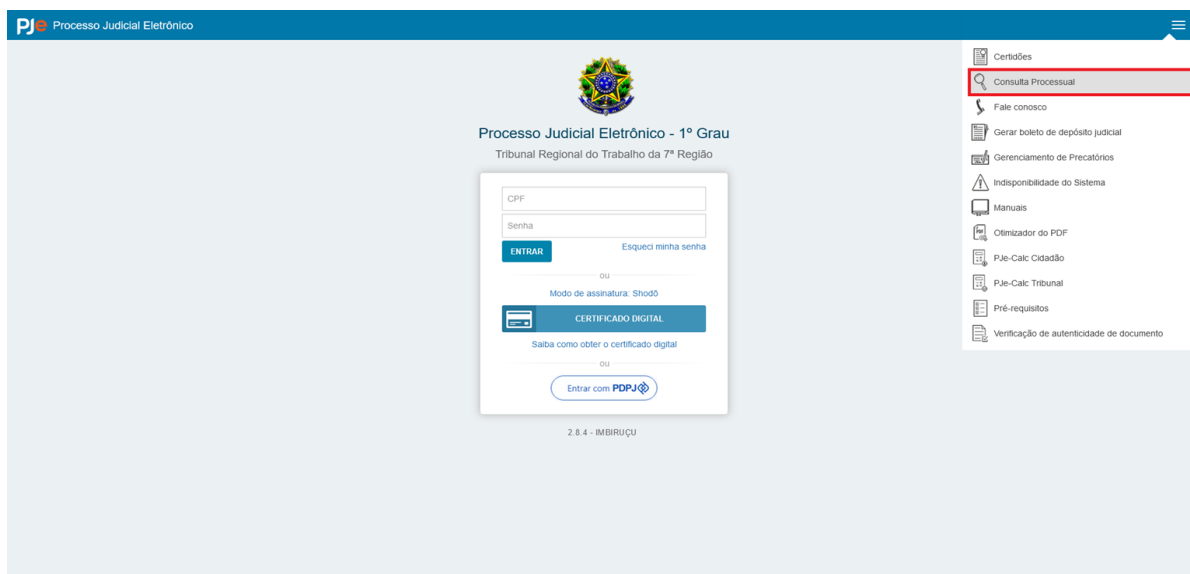 PJe Processo Judicial Eletrônico
Certidões
Consulta Processual
Fale conosco
Gerar boleto de depósito judicial
Gerenciamento de Precatórios
Indisponibilidade do Sistema
Manuais
Otimizador do PDF
PJe-Calc Cidadão
PJe-Calc Tribunal
Pré-requisitos
Verificação de autenticidade de documento
Processo Judicial Eletrônico - 1º Grau
Tribunal Regional do Trabalho da 7ª Região
CPF
Senha
ENTRAR Esqueci minha senha
ou
Modo de assinatura: Shodō
CERTIFICADO DIGITAL
Saiba como obter o certificado digital
ou
Entrar com PDPJ
2.8.4 - IMBIRUÇU